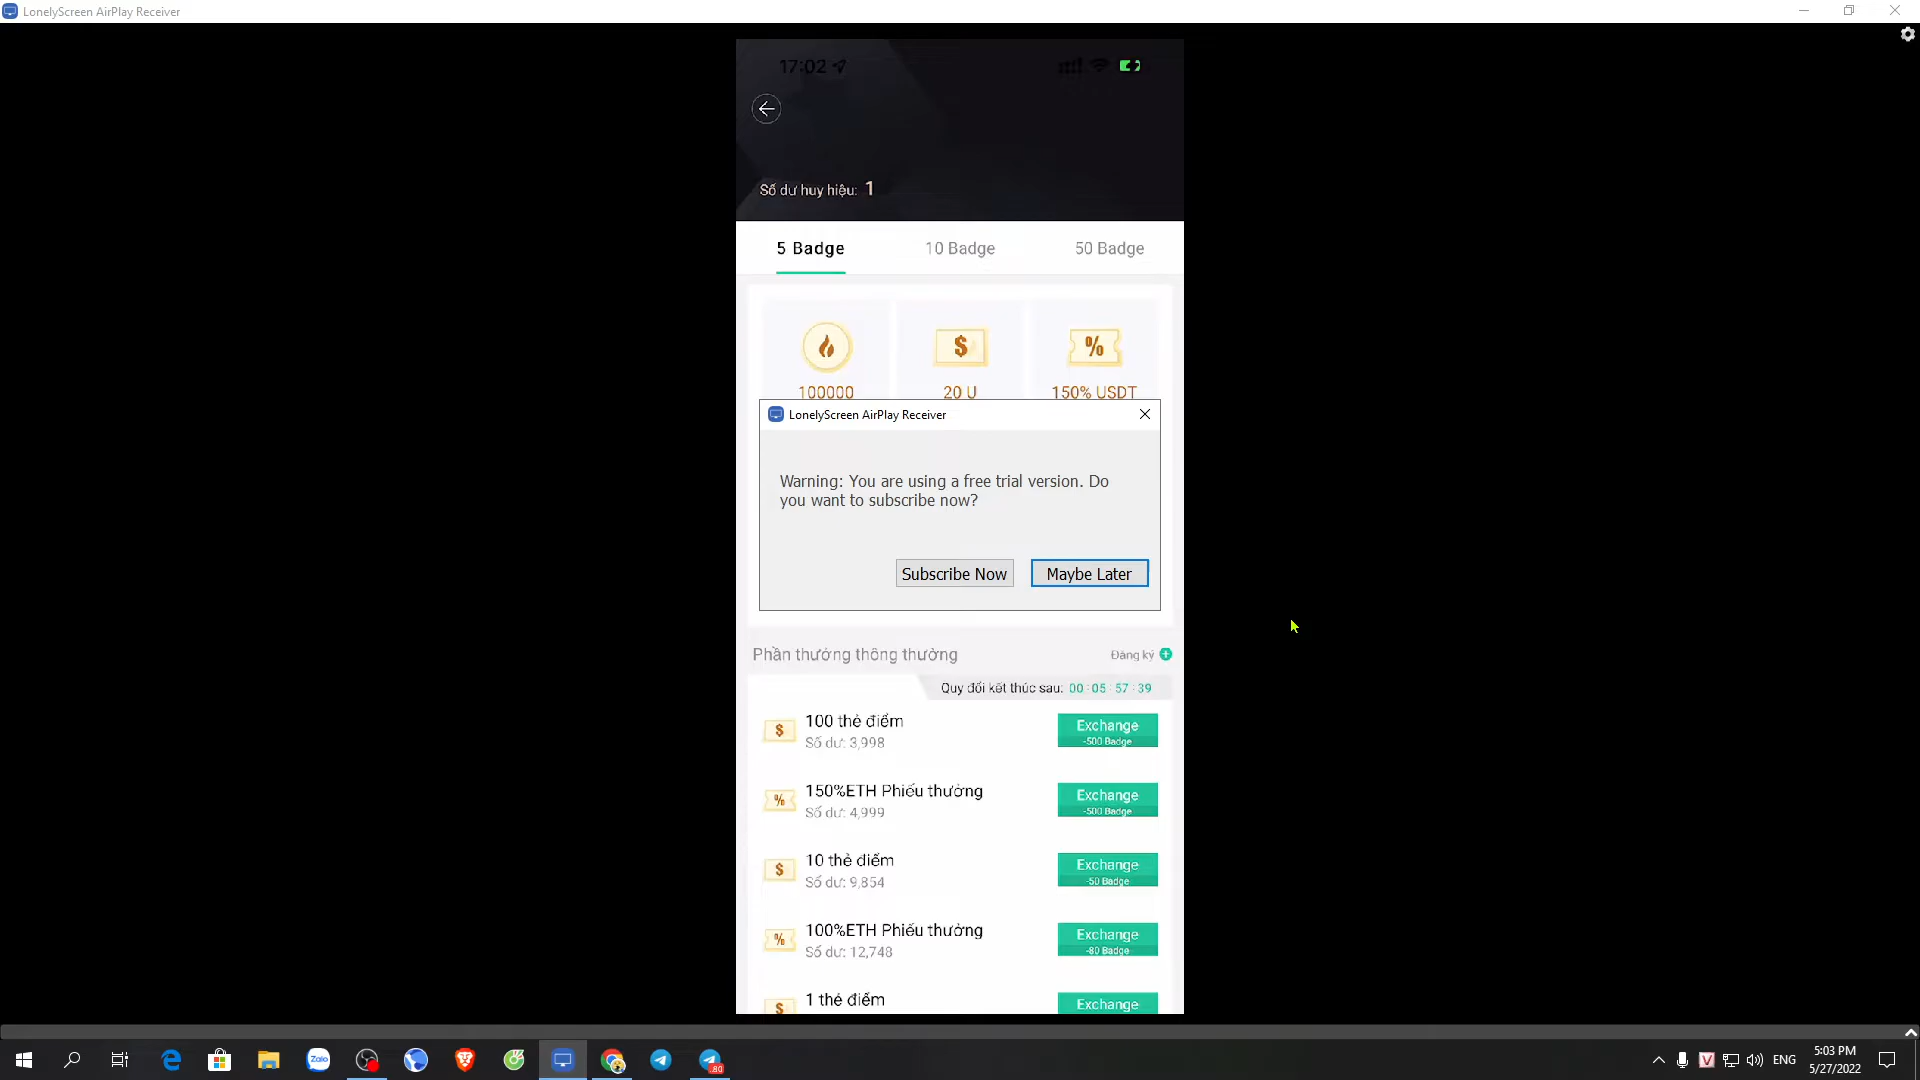 LonelyScreen AirPlay Receiver
17:02
Số dư huy hiệu: 1
5 Badge
10 Badge
50 Badge
100000
20 U
150% USDT
LonelyScreen AirPlay Receiver
Warning: You are using a free trial version. Do
you want to subscribe now?
Subscribe Now
Maybe Later
Phần thưởng thông thường
Đăng ký
Quy đổi kết thúc sau: 00:05:57:39
100 thẻ điểm
Số dư: 3,998
Exchange
-500 Badge
150%ETH Phiếu thưởng
Số dư: 4,999
Exchange
-500 Badge
10 thẻ điểm
Số dư: 9,854
Exchange
-50 Badge
100%ETH Phiếu thưởng
Số dư: 12,748
Exchange
-80 Badge
1 thẻ điểm
Exchange
Zalo
80
ENG
5:03 PM
5/27/2022